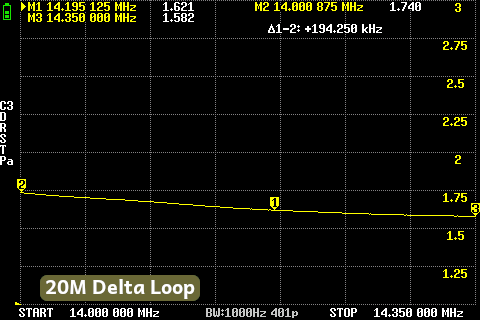 M1 14.195 125 MHz 1.621 M2 14.000 875 MHz 1.740 3
M3 14.350 000 MHz 1.582
Δ1-2: +194.250 kHz
2.75
2.5
2.25
C3
D
R
S
T
Pa
2
2
1.75
1
3
1.5
1.25
20M Delta Loop
START 14.000 000 MHz BW:1000Hz 401p STOP 14.350 000 MHz